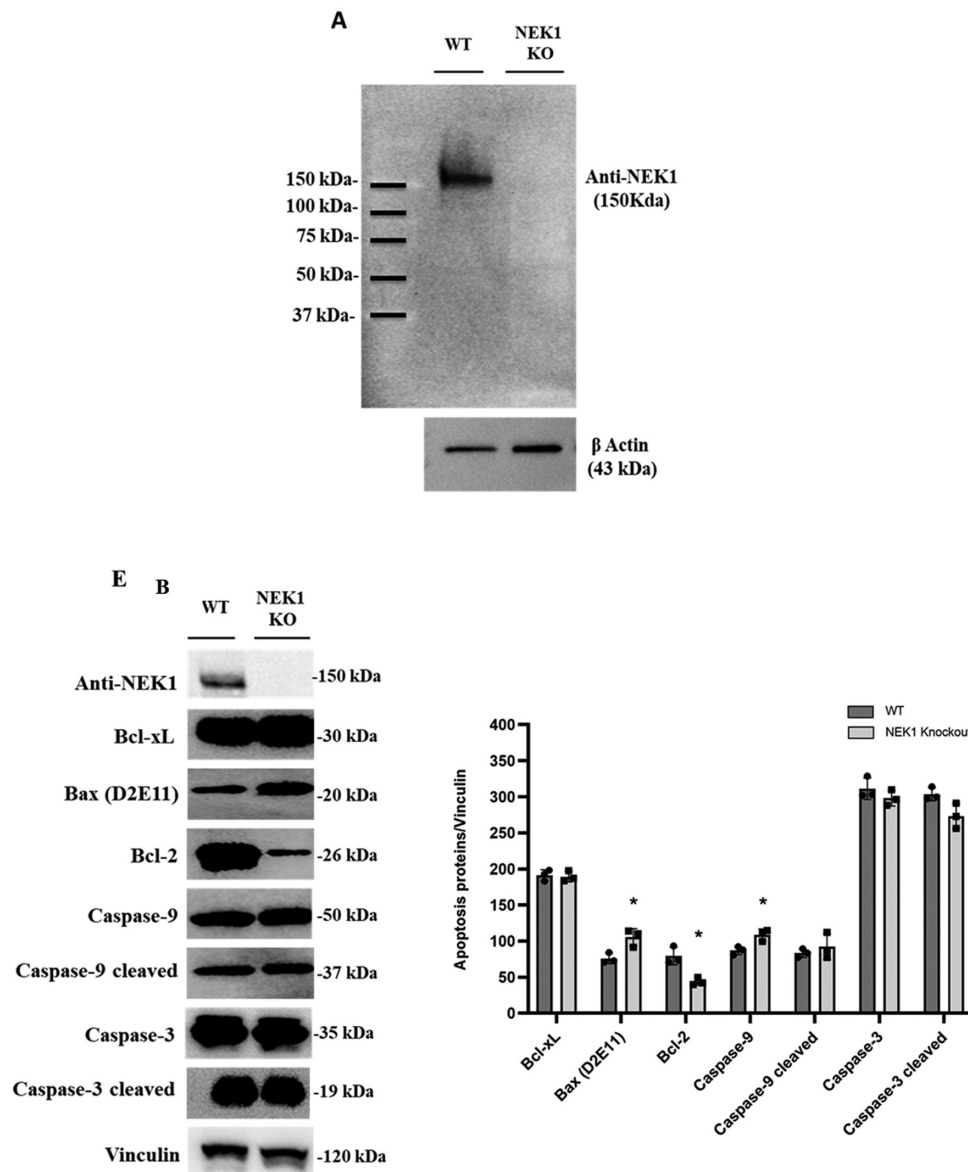 A
WT
NEK1
KO
150 kDa-
100 kDa-
75 kDa-
50 kDa-
37 kDa-
Anti-NEK1
(150Kda)
β Actin
(43 kDa)
E B
WT
NEK1
KO
Anti-NEK1
-150 kDa
Bcl-xL
-30 kDa
Bax (D2E11)
-20 kDa
Bcl-2
-26 kDa
Caspase-9
-50 kDa
Caspase-9 cleaved
-37 kDa
Caspase-3
-35 kDa
Caspase-3 cleaved
-19 kDa
Vinculin
-120 kDa
WT
NEK1 Knockout
Apoptosis proteins/Vinculin
400
350
300
250
200
150
100
50
0
*
*
*
Bcl-xL
Bax (D2E11)
Bcl-2
Caspase-9
Caspase-9 cleaved
Caspase-3
Caspase-3 cleaved